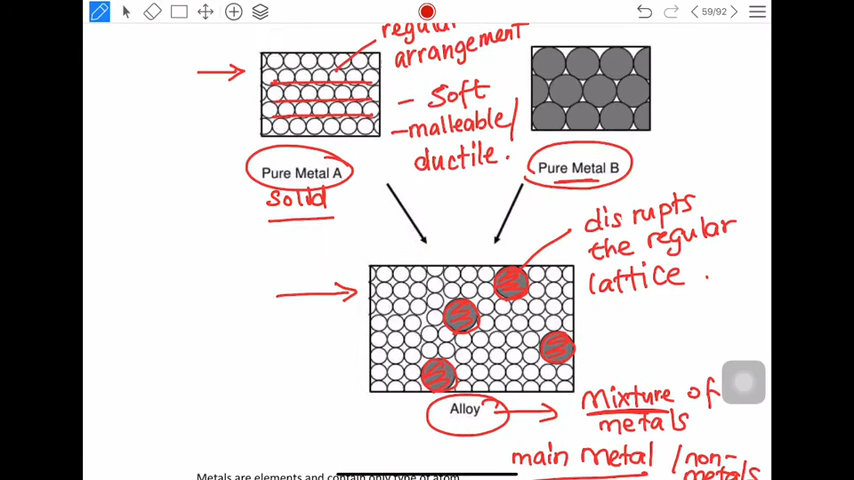 59/92
regular
arrangement
- soft
- malleable/
ductile.
Pure Metal A
solid
Pure Metal B
disrupts
the regular
lattice.
Alloy
mixture of
metals
main metal / non-
metals
Metals are elements and contain only type of atom